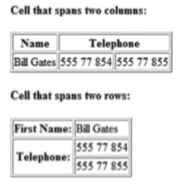 Cell that spans two columns:
Name Telephone
Bill Gates 555 77 854 555 77 855
Cell that spans two rows:
First Name: Bill Gates
Telephone: 555 77 854
555 77 855